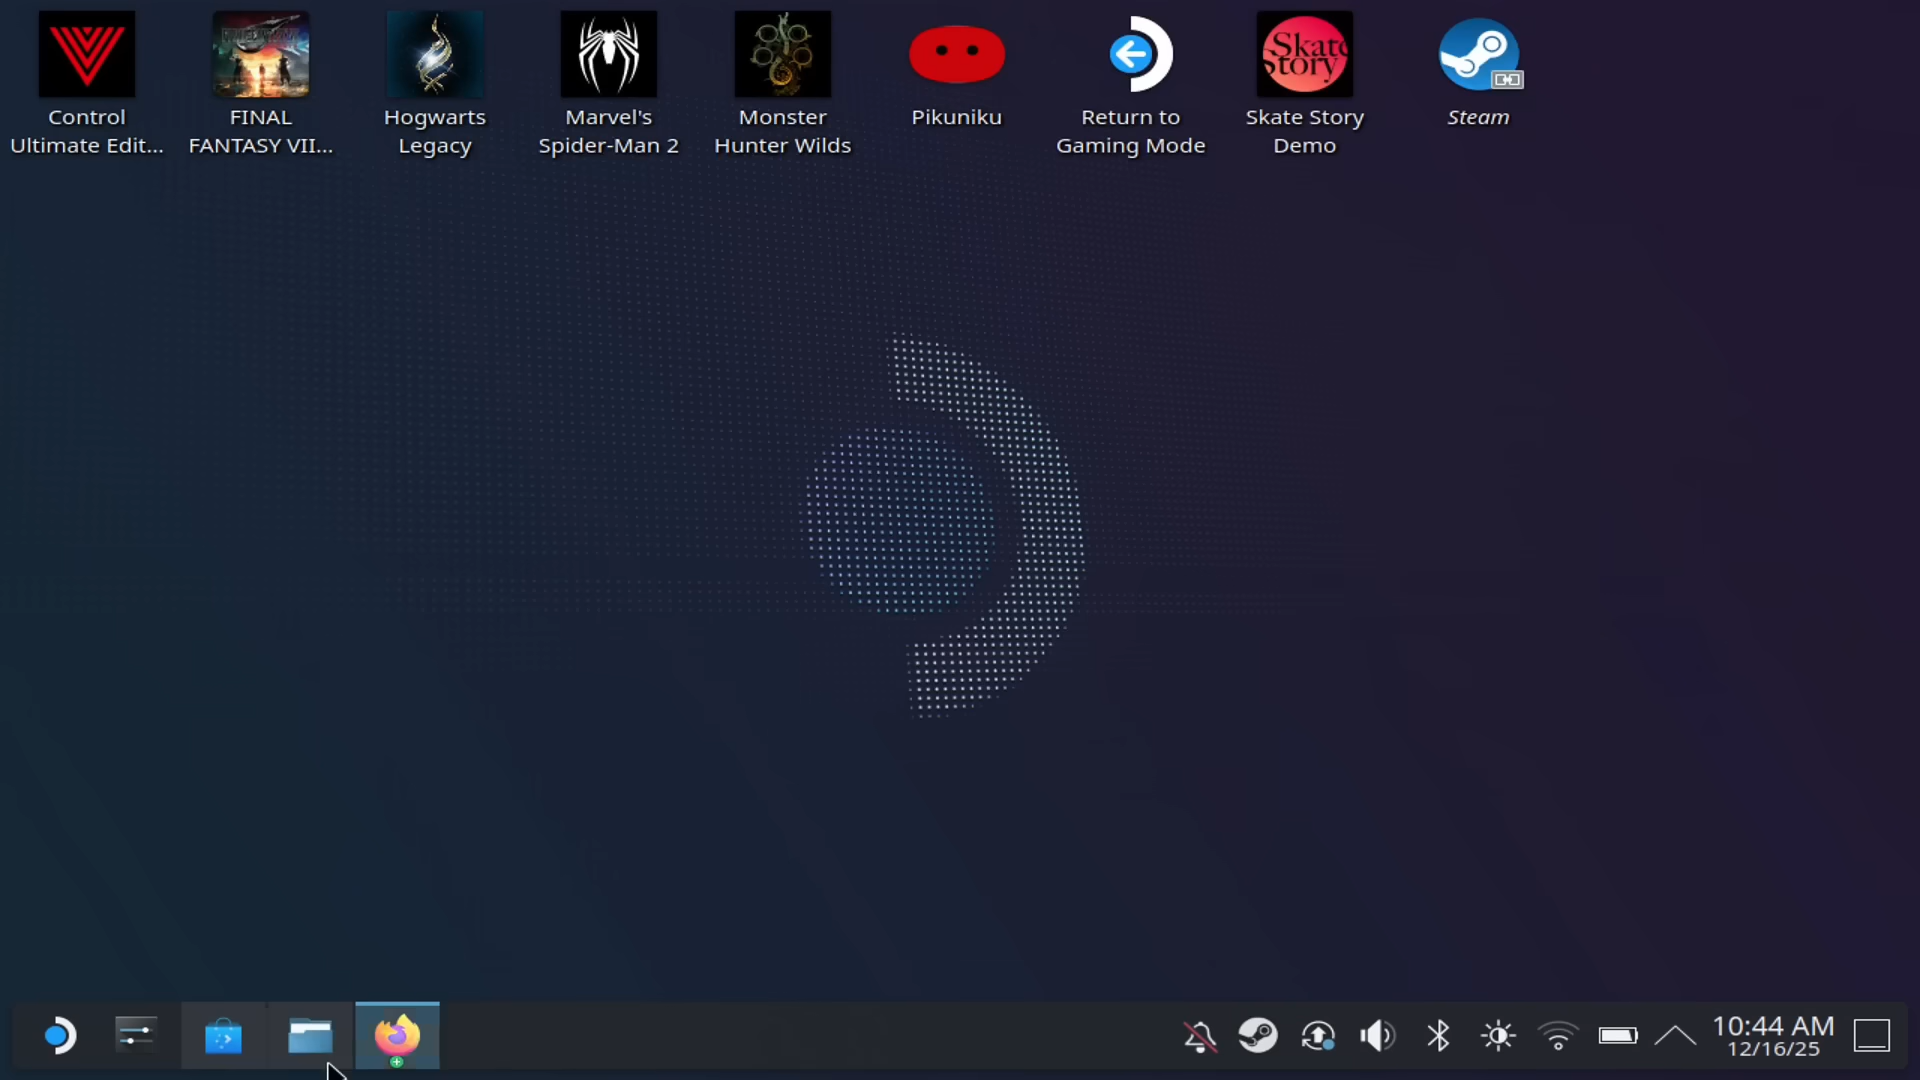 Control
Ultimate Edit...
FINAL
FANTASY VII...
Hogwarts
Legacy
Marvel's
Spider-Man 2
Monster
Hunter Wilds
Pikuniku
Return to
Gaming Mode
Skate
Story
Skate Story
Demo
Steam
10:44 AM
12/16/25